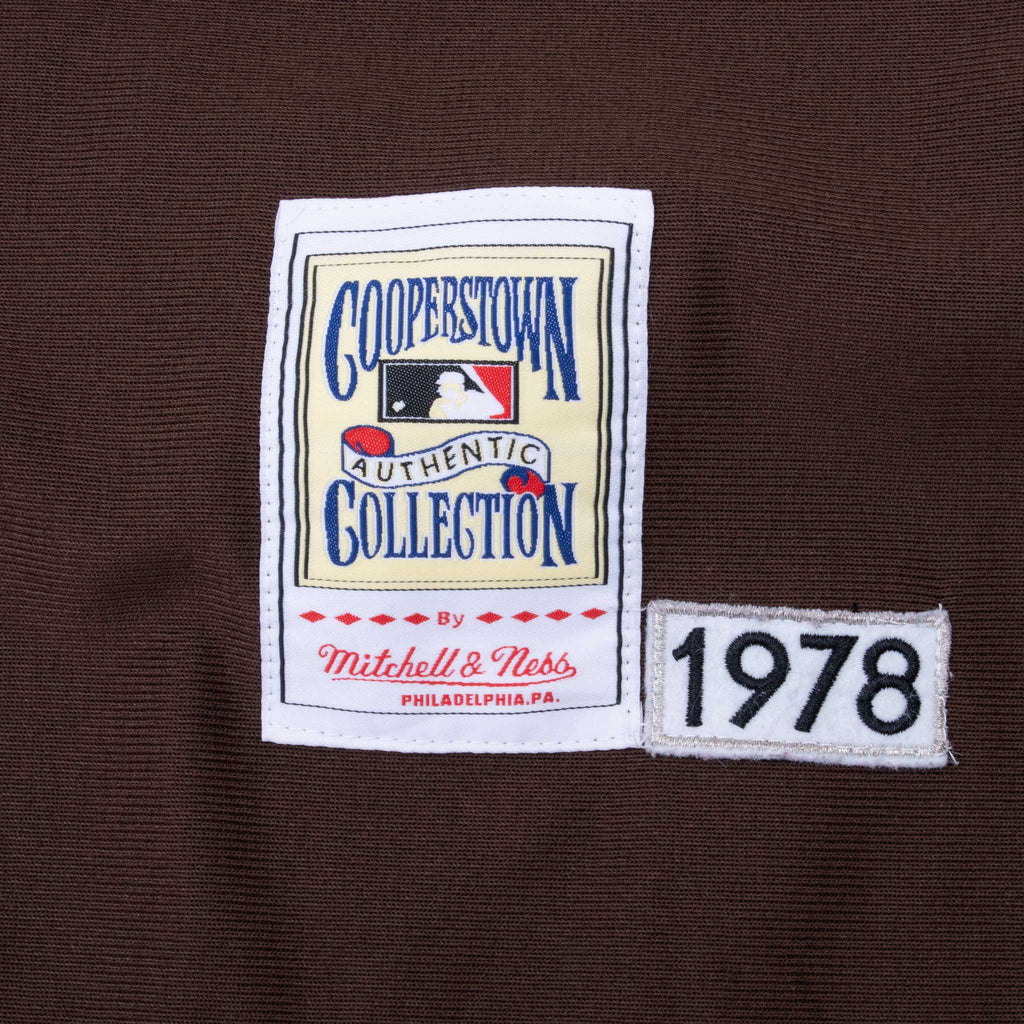 COOPERSTOWN
AUTHENTIC
COLLECTION
By
Mitchell & Ness
PHILADELPHIA, PA.
1978